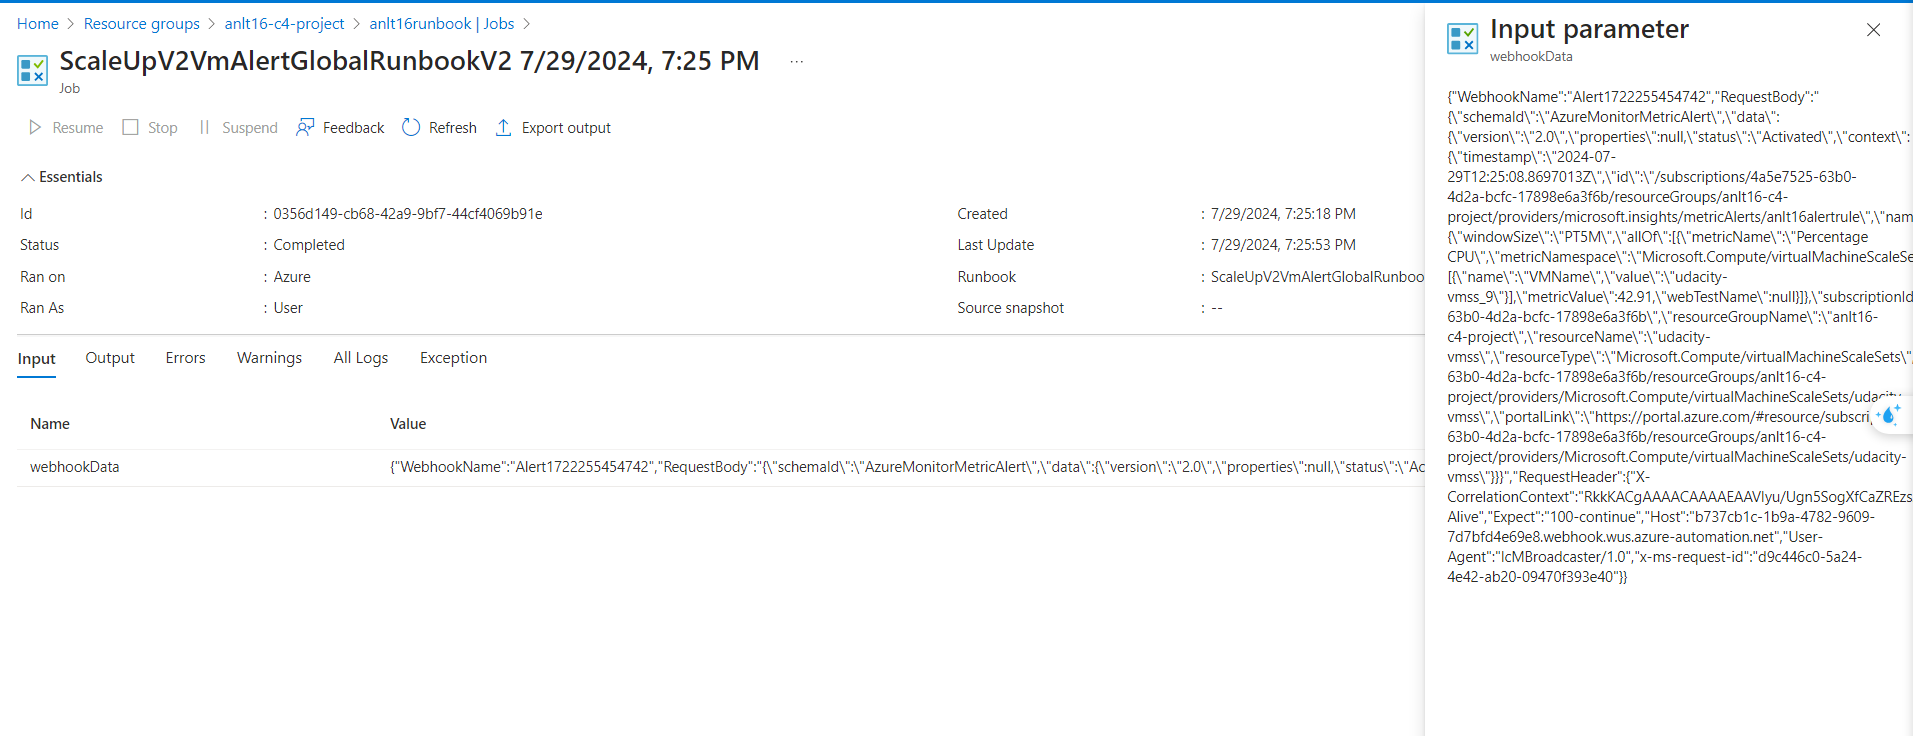 Home > Resource groups > anlt16-c4-project > anlt16runbook | Jobs >
ScaleUpV2VmAlertGlobalRunbookV2 7/29/2024, 7:25 PM ...
Job
Resume Stop Suspend Feedback Refresh Export output
Essentials
Id : 0356d149-cb68-42a9-9bf7-44cf4069b91e
Status : Completed
Ran on : Azure
Ran As : User
Created : 7/29/2024, 7:25:18 PM
Last Update : 7/29/2024, 7:25:53 PM
Runbook : ScaleUpV2VmAlertGlobalRunboo
Source snapshot : --
Input Output Errors Warnings All Logs Exception
Name Value
webhookData {"WebhookName":"Alert1722255454742","RequestBody":"{\"schemaId\":\"AzureMonitorMetricAlert\",\"data\":{\"version\":\"2.0\",\"properties\":null,\"status\":\"Ac
Input parameter
webhookData
{"WebhookName":"Alert1722255454742","RequestBody":"
{\"schemaId\":\"AzureMonitorMetricAlert\",\"data\":
{\"version\":\"2.0\",\"properties\":null,\"status\":\"Activated\",\"context\":
{\"timestamp\":\"2024-07-
29T12:25:08.8697013Z\",\"id\":\"/subscriptions/4a5e7525-63b0-
4d2a-bcfc-17898e6a3f6b/resourceGroups/anlt16-c4-
project/providers/microsoft.insights/metricAlerts/anlt16alertrule\",\"nam
{\"windowSize\":\"PT5M\",\"allOf\":[{\"metricName\":\"Percentage
CPU\",\"metricNamespace\":\"Microsoft.Compute/virtualMachineScaleSe
[{\"name\":\"VMName\",\"value\":\"udacity-
vmss_9\"}],\"metricValue\":42.91,\"webTestName\":null}]},\"subscriptionId
63b0-4d2a-bcfc-17898e6a3f6b\",\"resourceGroupName\":\"anlt16-
c4-project\",\"resourceName\":\"udacity-
vmss\",\"resourceType\":\"Microsoft.Compute/virtualMachineScaleSets\",
63b0-4d2a-bcfc-17898e6a3f6b/resourceGroups/anlt16-c4-
project/providers/Microsoft.Compute/virtualMachineScaleSets/udacity-
vmss\",\"portalLink\":\"https://portal.azure.com/#resource/subscri
63b0-4d2a-bcfc-17898e6a3f6b/resourceGroups/anlt16-c4-
project/providers/Microsoft.Compute/virtualMachineScaleSets/udacity-
vmss\"}}}","RequestHeader":{"X-
CorrelationContext":"RkkKACgAAAACAAAAEAAVlyu/Ugn5SogXfCaZREzs
Alive","Expect":"100-continue","Host":"b737cb1c-1b9a-4782-9609-
7d7bfd4e69e8.webhook.wus.azure-automation.net","User-
Agent":"IcMBroadcaster/1.0","x-ms-request-id":"d9c446c0-5a24-
4e42-ab20-09470f393e40"}}